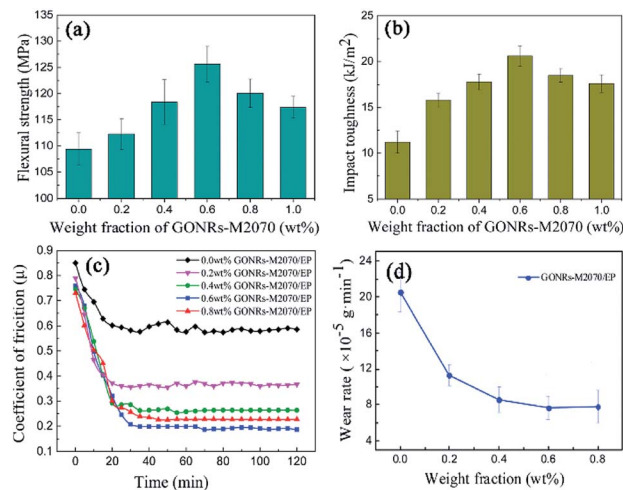 (a)
Flexural strength (MPa)
135
130
125
120
115
110
105
100
0.0 0.2 0.4 0.6 0.8 1.0
Weight fraction of GONRs-M2070 (wt%)
(b)
Impact toughness (kJ/m²)
25
20
15
10
5
0.0 0.2 0.4 0.6 0.8 1.0
Weight fraction of GONRs-M2070 (wt%)
(c)
0.0wt% GONRs-M2070/EP
0.2wt% GONRs-M2070/EP
0.4wt% GONRs-M2070/EP
0.6wt% GONRs-M2070/EP
0.8wt% GONRs-M2070/EP
Coefficient of friction (μ)
0.9
0.8
0.7
0.6
0.5
0.4
0.3
0.2
0.1
0 20 40 60 80 100 120
Time (min)
(d)
GONRs-M2070/EP
Wear rate ( ×10⁻⁵ g·min⁻¹)
24
20
16
12
8
4
0.0 0.2 0.4 0.6 0.8
Weight fraction (wt%)